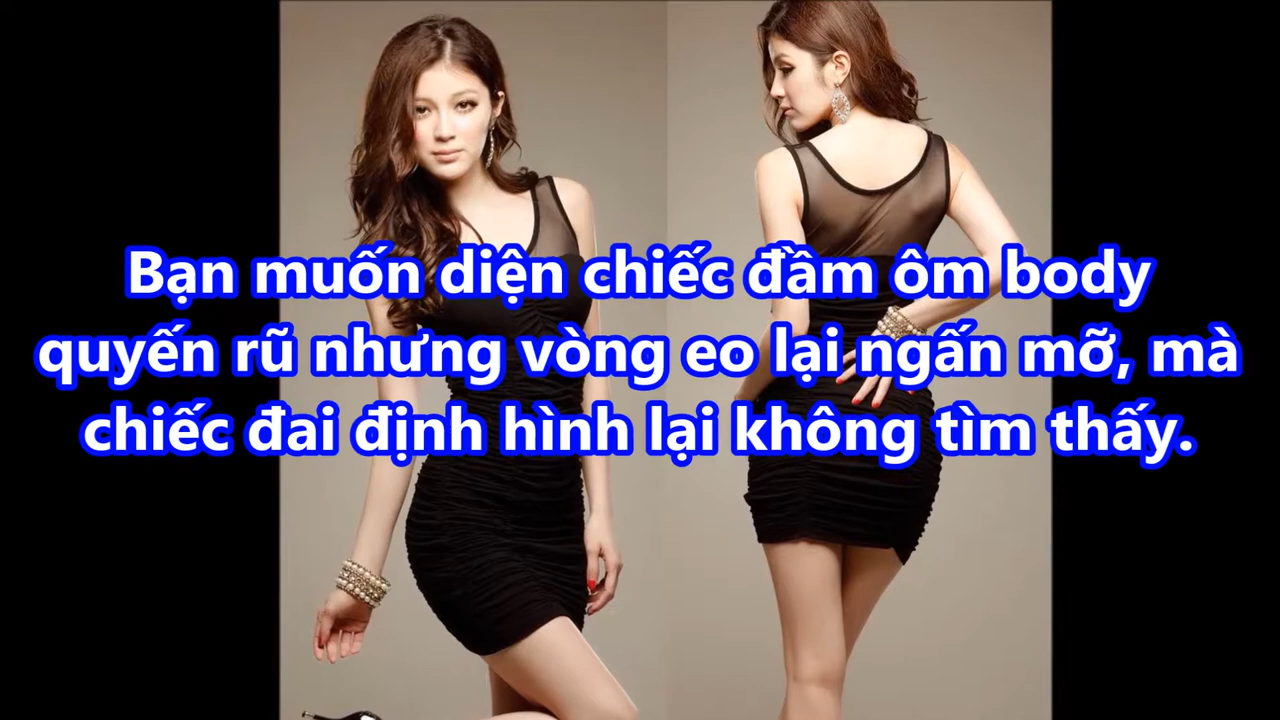 Bạn muốn diện chiếc đầm ôm body
quyến rũ nhưng vòng eo lại ngấn mỡ, mà
chiếc đai định hình lại không tìm thấy.